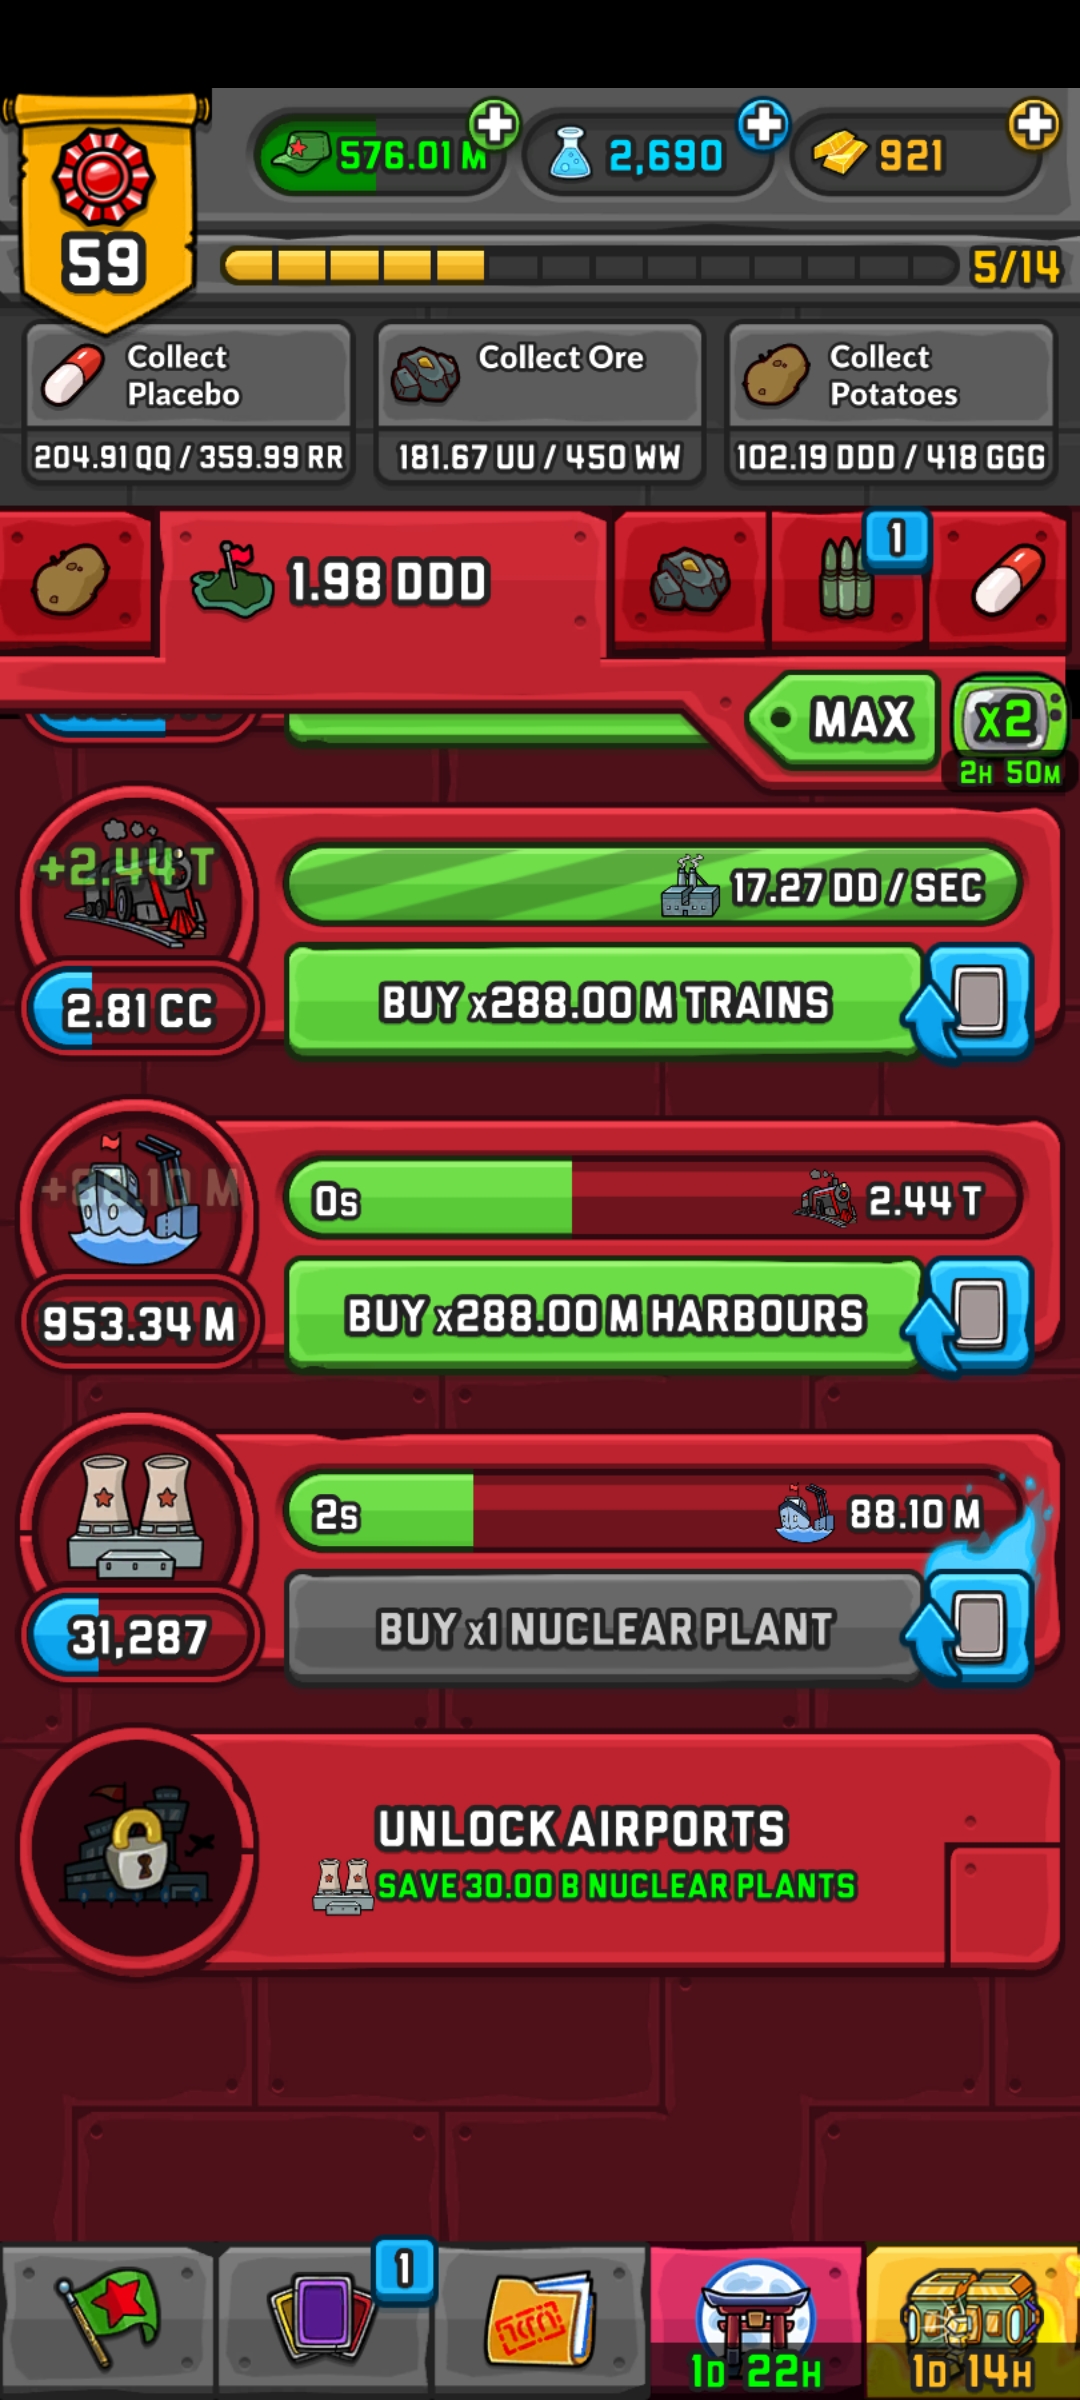 576.01 M
2,690
921
59
5/14
Collect Placebo
204.91 QQ / 359.99 RR
Collect Ore
181.67 UU / 450 WW
Collect Potatoes
102.19 DDD / 418 GGG
1.98 DDD
1
MAX
x2
2H 50M
+2.44 T
17.27 DD / SEC
2.81 CC
BUY x288.00 M TRAINS
+88.10 M
0s
2.44 T
953.34 M
BUY x288.00 M HARBOURS
2s
88.10 M
31,287
BUY x1 NUCLEAR PLANT
UNLOCK AIRPORTS
SAVE 30.00 B NUCLEAR PLANTS
1
1D 22H
1D 14H